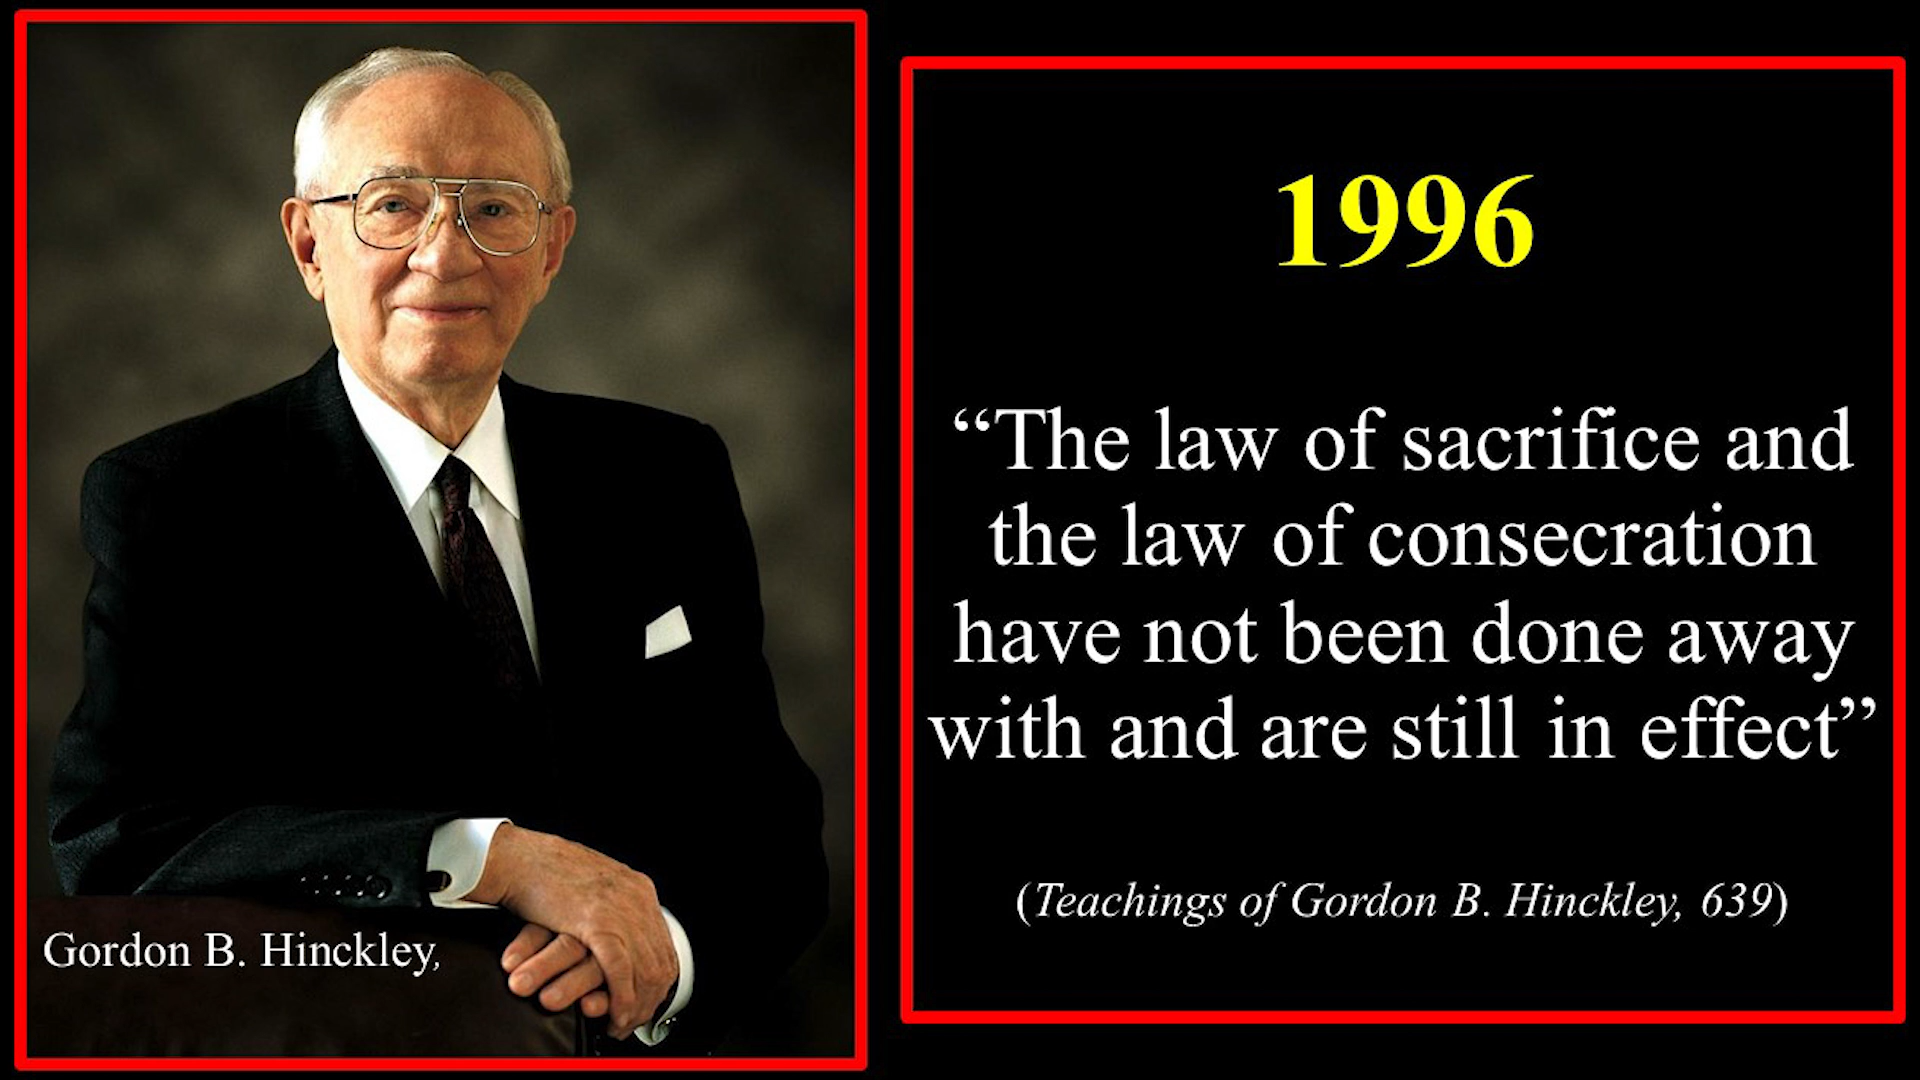 Gordon B. Hinckley,
1996
“The law of sacrifice and
the law of consecration
have not been done away
with and are still in effect”
(Teachings of Gordon B. Hinckley, 639)